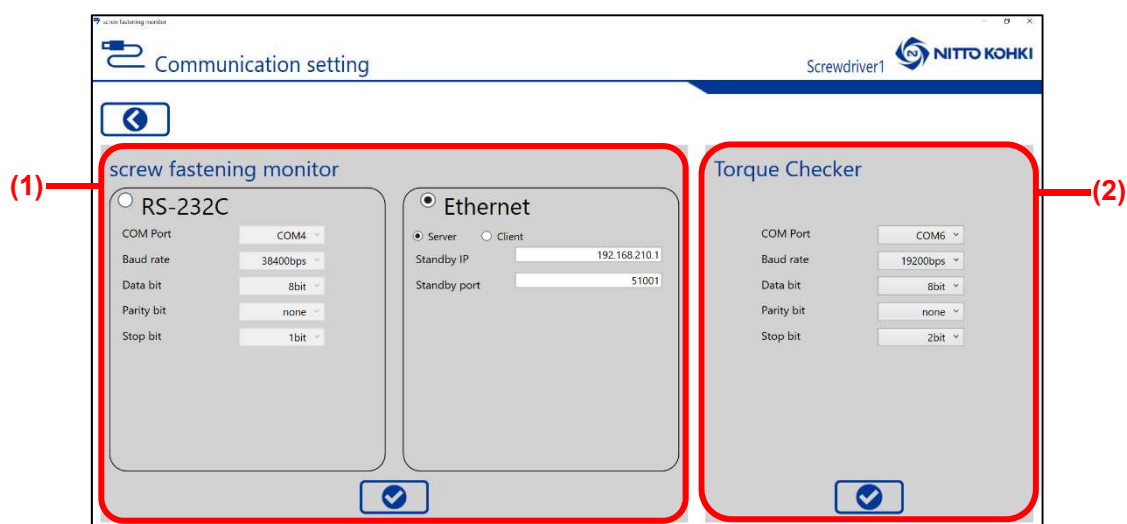 screw fastening monitor
Communication setting
Screwdriver1
NITTO KOHKI
(1)
screw fastening monitor
RS-232C
COM Port COM4
Baud rate 38400bps
Data bit 8bit
Parity bit none
Stop bit 1bit
Ethernet
Server Client
Standby IP 192.168.210.1
Standby port 51001
(2)
Torque Checker
COM Port COM6
Baud rate 19200bps
Data bit 8bit
Parity bit none
Stop bit 2bit